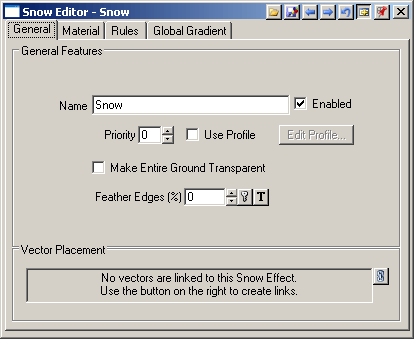 Snow Editor - Snow
General Material Rules Global Gradient
General Features
Name Snow Enabled
Priority 0 Use Profile Edit Profile...
Make Entire Ground Transparent
Feather Edges (%) 0 T
Vector Placement
No vectors are linked to this Snow Effect.
Use the button on the right to create links.